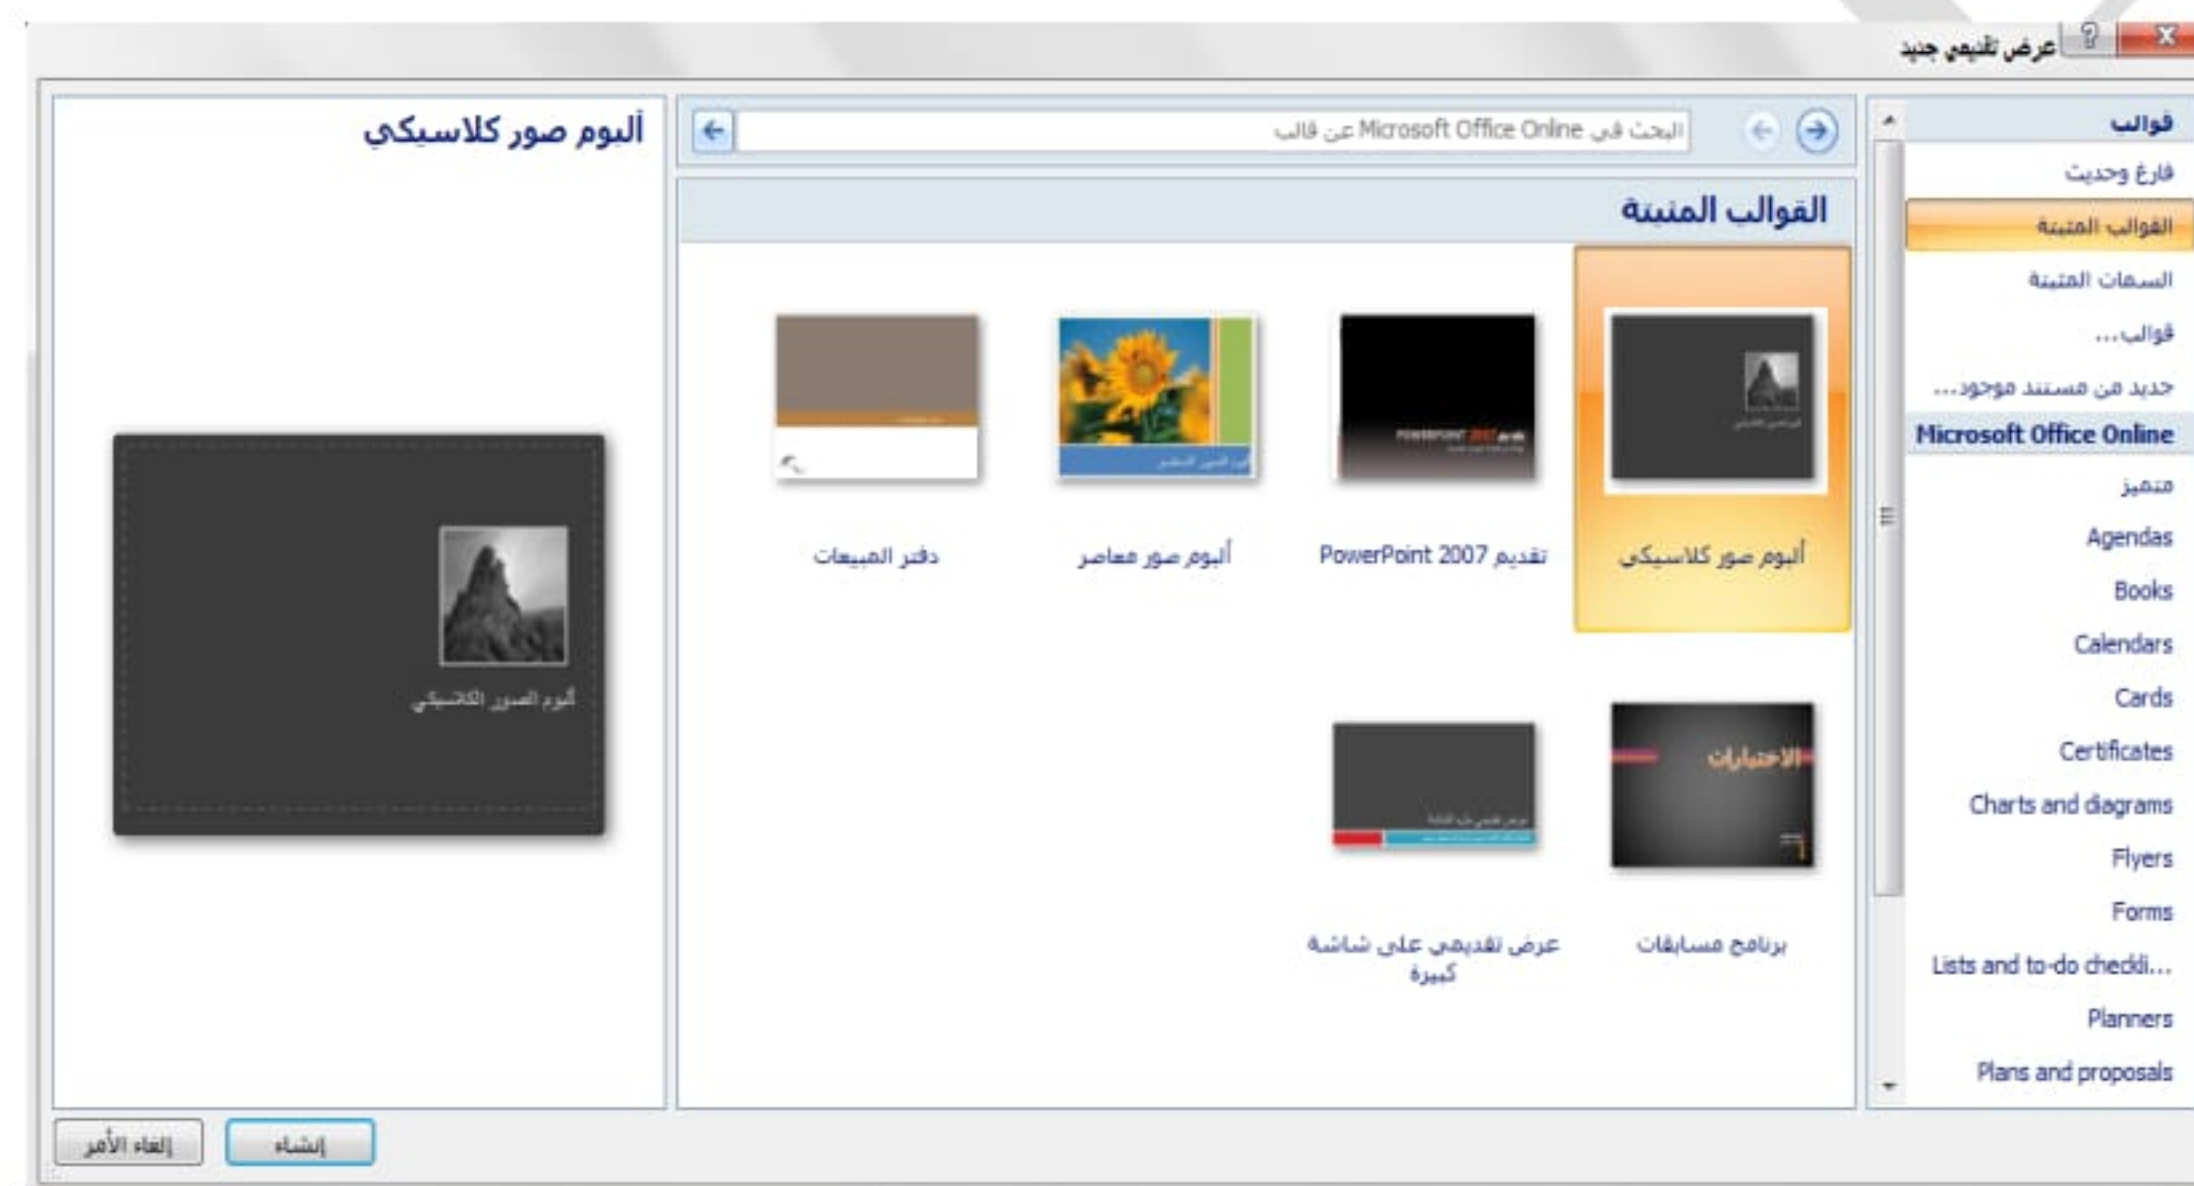 عرض تقديمي جديد
قوالب
فارغ وحديث
القوالب المثبتة
السمات المثبتة
قوالب...
جديد من مستند موجود...
Microsoft Office Online
متميز
Agendas
Books
Calendars
Cards
Certificates
Charts and diagrams
Flyers
Forms
Lists and to-do checkli...
Planners
Plans and proposals
البحث في Microsoft Office Online عن قالب
القوالب المثبتة
ألبوم صور كلاسيكي
تقديم PowerPoint 2007
ألبوم صور معاصر
دفتر المبيعات
الاختبارات
برنامج مسابقات
عرض تقديمي على شاشة
كبيرة
ألبوم صور كلاسيكي
ألبوم الصور الكلاسيكي
إنشاء
إلغاء الأمر